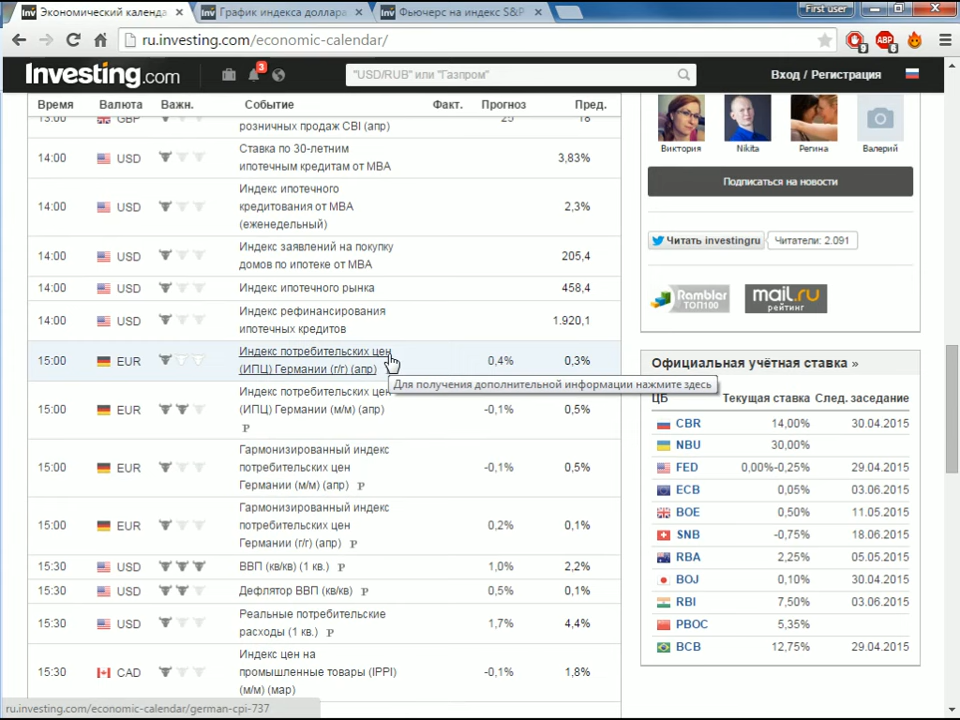 Экономический календа
График индекса доллара
Фьючерс на индекс S&P
First user
ru.investing.com/economic-calendar/
9
ABP
6
Investing.com
3
"USD/RUB" или "Газпром"
Вход / Регистрация
Время Валюта Важн. Событие Факт. Прогноз Пред.
13:00 GBP розничных продаж CBI (апр) 25 18
14:00 USD Ставка по 30-летним
ипотечным кредитам от MBA 3,83%
14:00 USD Индекс ипотечного
кредитования от MBA 2,3%
(еженедельный)
14:00 USD Индекс заявлений на покупку
домов по ипотеке от MBA 205,4
14:00 USD Индекс ипотечного рынка 458,4
14:00 USD Индекс рефинансирования
ипотечных кредитов 1.920,1
15:00 EUR Индекс потребительских цен
(ИПЦ) Германии (г/г) (апр) 0,4% 0,3%
Для получения дополнительной информации нажмите здесь
15:00 EUR Индекс потребительских цен
(ИПЦ) Германии (м/м) (апр) -0,1% 0,5%
P
15:00 EUR Гармонизированный индекс
потребительских цен -0,1% 0,5%
Германии (м/м) (апр) P
15:00 EUR Гармонизированный индекс
потребительских цен 0,2% 0,1%
Германии (г/г) (апр) P
15:30 USD ВВП (кв/кв) (1 кв.) P 1,0% 2,2%
15:30 USD Дефлятор ВВП (кв/кв) P 0,5% 0,1%
15:30 USD Реальные потребительские
расходы (1 кв.) P 1,7% 4,4%
15:30 CAD Индекс цен на
промышленные товары (IPPI) -0,1% 1,8%
(м/м) (мар)
ru.investing.com/economic-calendar/german-cpi-737
Виктория Nikita Регина Валерий
Подписаться на новости
Читать investingru Читатели: 2.091
Rambler
ТОП100
mail.ru
рейтинг
Официальная учётная ставка »
ЦБ Текущая ставка След. заседание
CBR 14,00% 30.04.2015
NBU 30,00%
FED 0,00%-0,25% 29.04.2015
ECB 0,05% 03.06.2015
BOE 0,50% 11.05.2015
SNB -0,75% 18.06.2015
RBA 2,25% 05.05.2015
BOJ 0,10% 30.04.2015
RBI 7,50% 03.06.2015
PBOC 5,35%
BCB 12,75% 29.04.2015